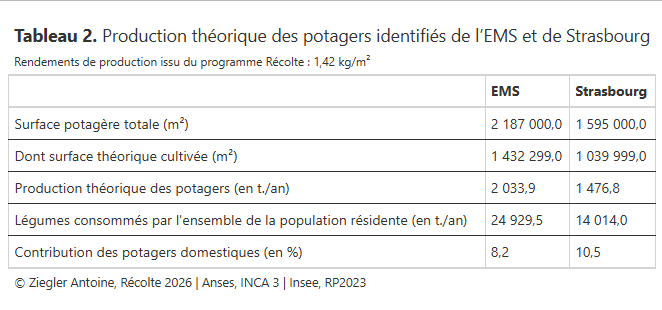 Tableau 2. Production théorique des potagers identifiés de l’EMS et de Strasbourg
Rendements de production issu du programme Récolte : 1,42 kg/m²
EMS Strasbourg
Surface potagère totale (m²) 2 187 000,0 1 595 000,0
Dont surface théorique cultivée (m²) 1 432 299,0 1 039 999,0
Production théorique des potagers (en t./an) 2 033,9 1 476,8
Légumes consommés par l'ensemble de la population résidente (en t./an) 24 929,5 14 014,0
Contribution des potagers domestiques (en %) 8,2 10,5
© Ziegler Antoine, Récolte 2026 | Anses, INCA 3 | Insee, RP2023